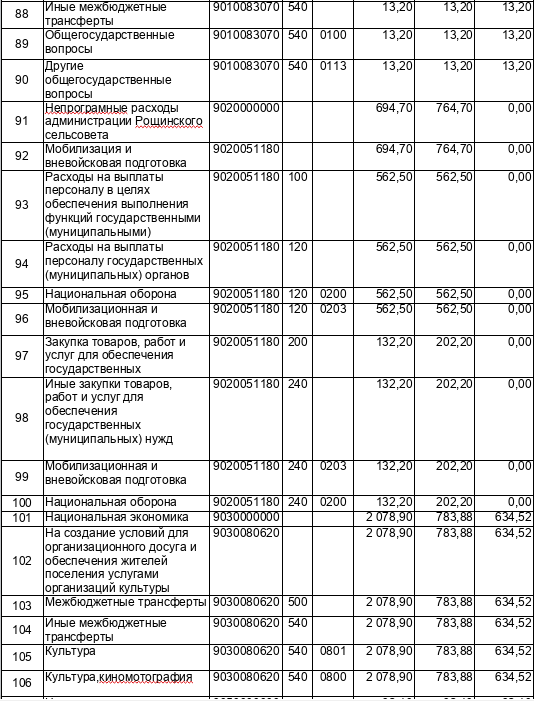 88 Иные межбюджетные трансферты 9010083070 540 13,20 13,20 13,20
89 Общегосударственные вопросы 9010083070 540 0100 13,20 13,20 13,20
90 Другие общегосударственные вопросы 9010083070 540 0113 13,20 13,20 13,20
91 Непрограмные расходы администрации Рощинского сельсовета 9020000000 694,70 764,70 0,00
92 Мобилизация и вневойсковая подготовка 9020051180 694,70 764,70 0,00
93 Расходы на выплаты персоналу в целях обеспечения выполнения функций государственными (муниципальными) 9020051180 100 562,50 562,50 0,00
94 Расходы на выплаты персоналу государственных (муниципальных) органов 9020051180 120 562,50 562,50 0,00
95 Национальная оборона 9020051180 120 0200 562,50 562,50 0,00
96 Мобилизационная и вневойсковая подготовка 9020051180 120 0203 562,50 562,50 0,00
97 Закупка товаров, работ и услуг для обеспечения государственных 9020051180 200 132,20 202,20 0,00
98 Иные закупки товаров, работ и услуг для обеспечения государственных (муниципальных) нужд 9020051180 240 132,20 202,20 0,00
99 Мобилизационная и вневойсковая подготовка 9020051180 240 0203 132,20 202,20 0,00
100 Национальная оборона 9020051180 240 0200 132,20 202,20 0,00
101 Национальная экономика 9030000000 2 078,90 783,88 634,52
102 На создание условий для организационного досуга и обеспечения жителей поселения услугами организаций культуры 9030080620 2 078,90 783,88 634,52
103 Межбюджетные трансферты 9030080620 500 2 078,90 783,88 634,52
104 Иные межбюджетные трансферты 9030080620 540 2 078,90 783,88 634,52
105 Культура 9030080620 540 0801 2 078,90 783,88 634,52
106 Культура,киномотография 9030080620 540 0800 2 078,90 783,88 634,52